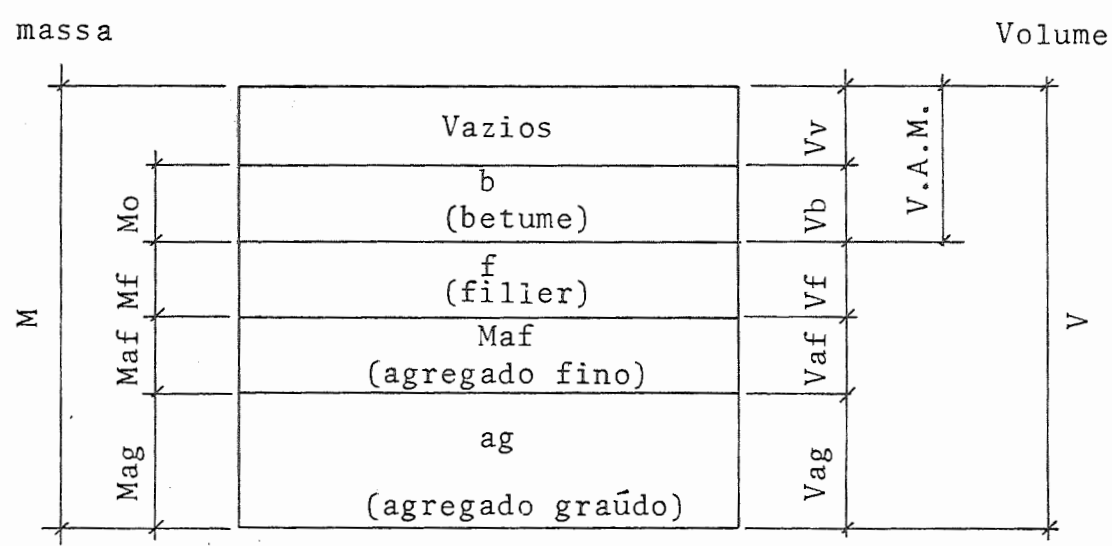 massa
Volume
Vazios
Vv
V.A.M.
b
(betume)
Mo
Vb
f
(filler)
Mf
Vf
M
V
Maf
(agregado fino)
Maf
Vaf
ag
(agregado graúdo)
Mag
Vag